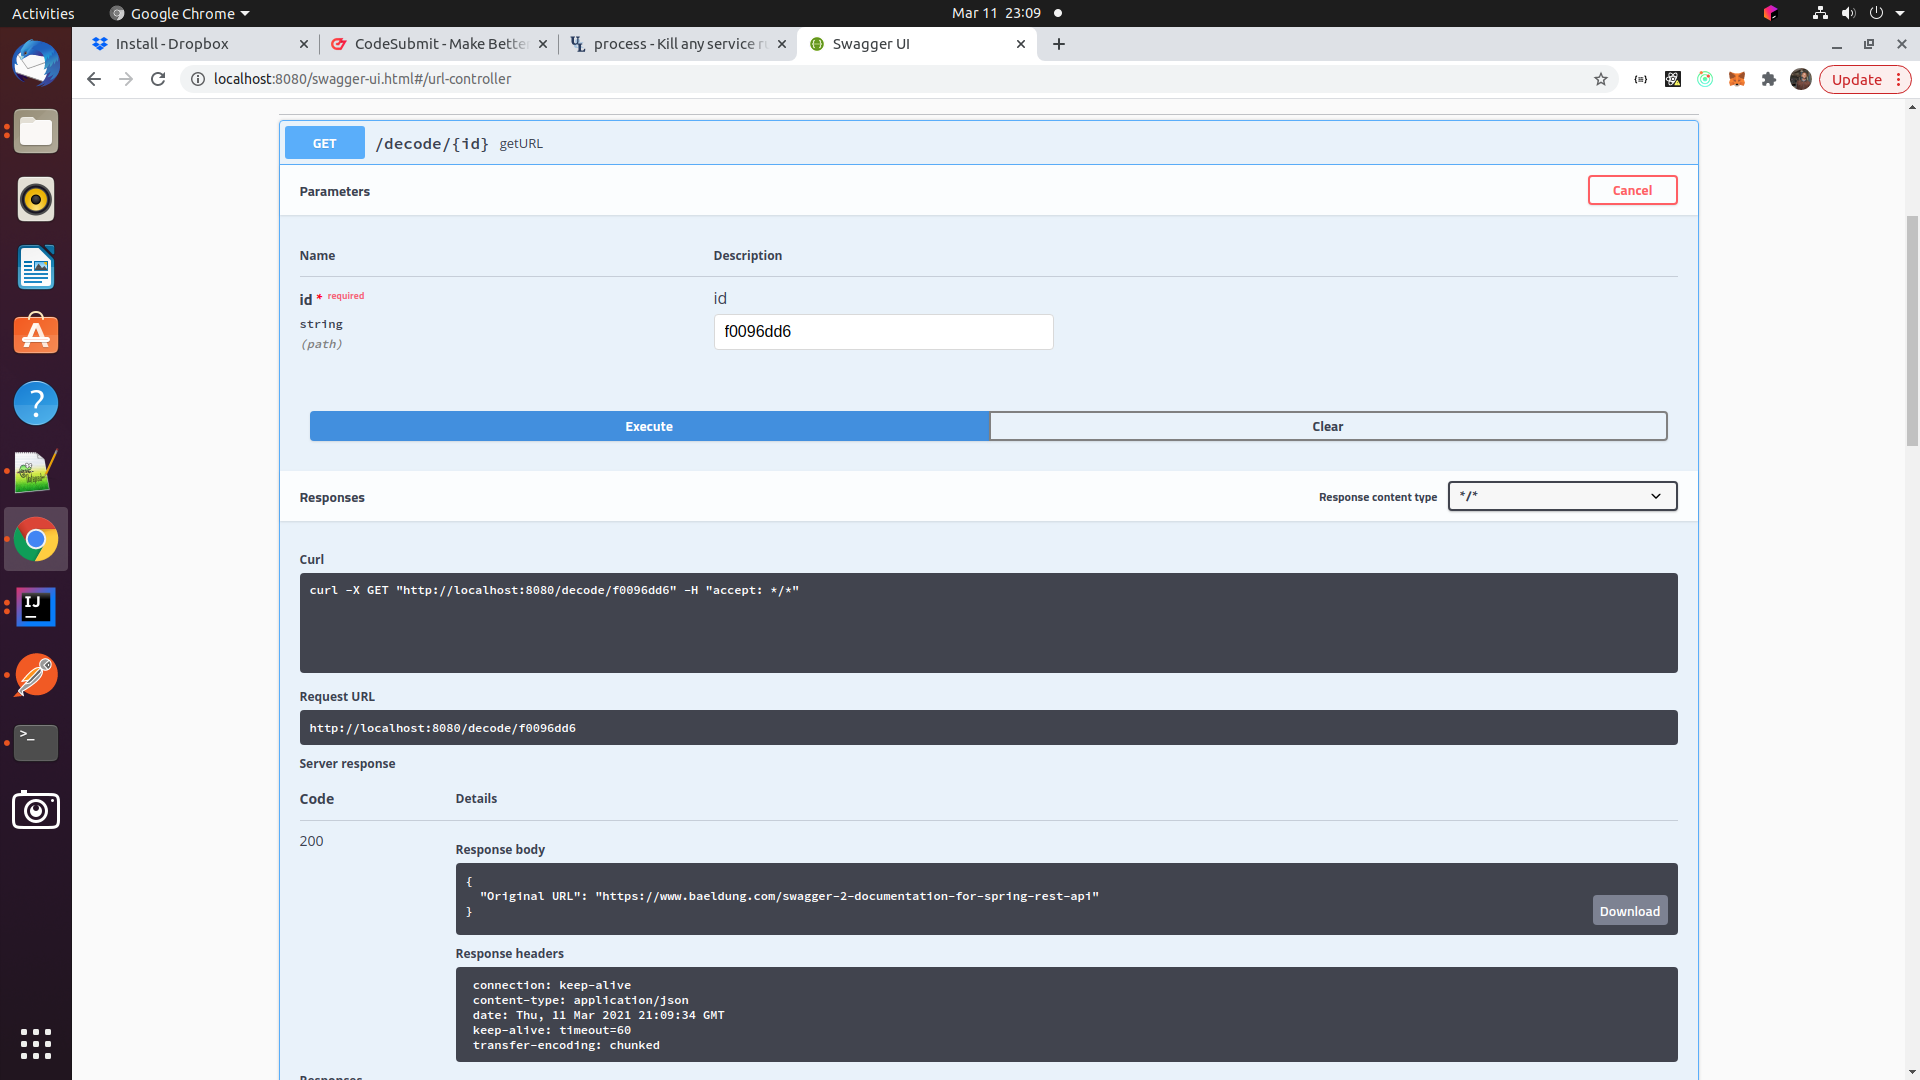 Activities
Google Chrome
Mar 11 23:09
Install - Dropbox
CodeSubmit - Make Bette
process - Kill any service r
Swagger UI
localhost:8080/swagger-ui.html#/url-controller
Update
GET /decode/{id} getURL
Parameters
Cancel
Name Description
id * required
string
(path)
id
f0096dd6
Execute
Clear
Responses
Response content type */*
Curl
curl -X GET "http://localhost:8080/decode/f0096dd6" -H "accept: */*"
Request URL
http://localhost:8080/decode/f0096dd6
Server response
Code Details
200
Response body
{
"Original URL": "https://www.baeldung.com/swagger-2-documentation-for-spring-rest-api"
}
Download
Response headers
connection: keep-alive
content-type: application/json
date: Thu, 11 Mar 2021 21:09:34 GMT
keep-alive: timeout=60
transfer-encoding: chunked
Responses